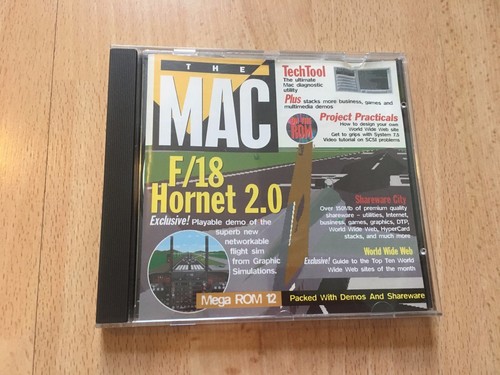 THE
MAC
TechTool
The ultimate
Mac diagnostic
utility
Plus stacks more business, games and
multimedia demos
ROM
Project Practicals
How to design your own
World Wide Web site
Get to grips with System 7.5
Video tutorial on SCSI problems
F/18
Hornet 2.0
Exclusive! Playable demo of the
superb new
networkable
flight sim
from Graphic
Simulations.
Shareware City
Over 150Mb of premium quality
shareware - utilities, Internet,
business, games, graphics, DTP,
World Wide Web, HyperCard
stacks, and much more
World Wide Web
Exclusive! Guide to the Top Ten World
Wide Web sites of the month
Mega ROM 12
Packed With Demos And Shareware